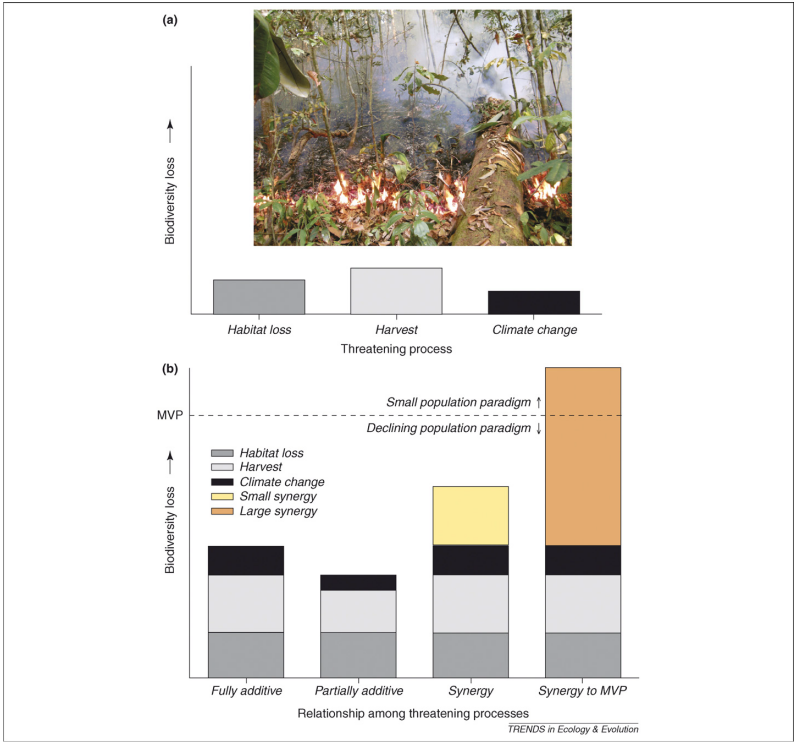 (a)
Biodiversity loss
Habitat loss
Harvest
Climate change
Threatening process
(b)
MVP
Small population paradigm ↑
Declining population paradigm ↓
Habitat loss
Harvest
Climate change
Small synergy
Large synergy
Biodiversity loss
Fully additive
Partially additive
Synergy
Synergy to MVP
Relationship among threatening processes
TRENDS in Ecology & Evolution